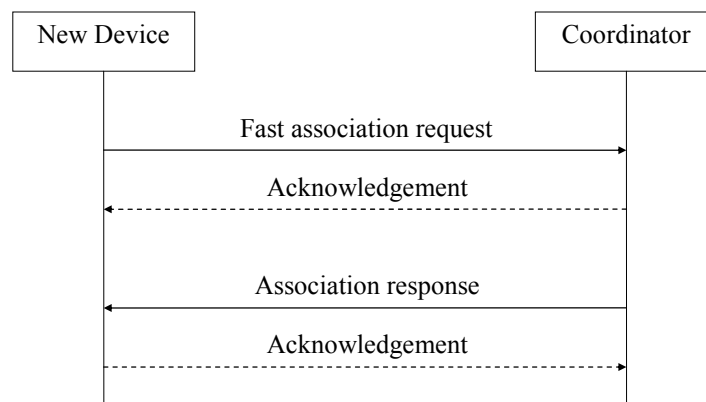 New Device
Coordinator
Fast association request
Acknowledgement
Association response
Acknowledgement